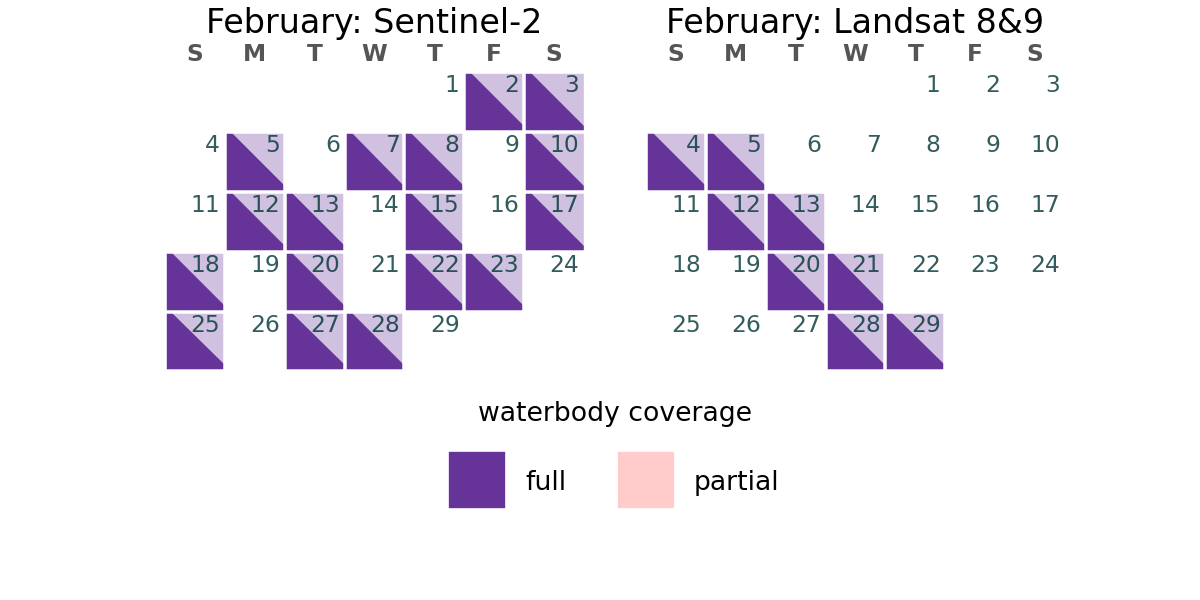 February: Sentinel-2
S M T W T F S
1 2 3
4 5 6 7 8 9 10
11 12 13 14 15 16 17
18 19 20 21 22 23 24
25 26 27 28 29
February: Landsat 8&9
S M T W T F S
1 2 3
4 5 6 7 8 9 10
11 12 13 14 15 16 17
18 19 20 21 22 23 24
25 26 27 28 29
waterbody coverage
full
partial